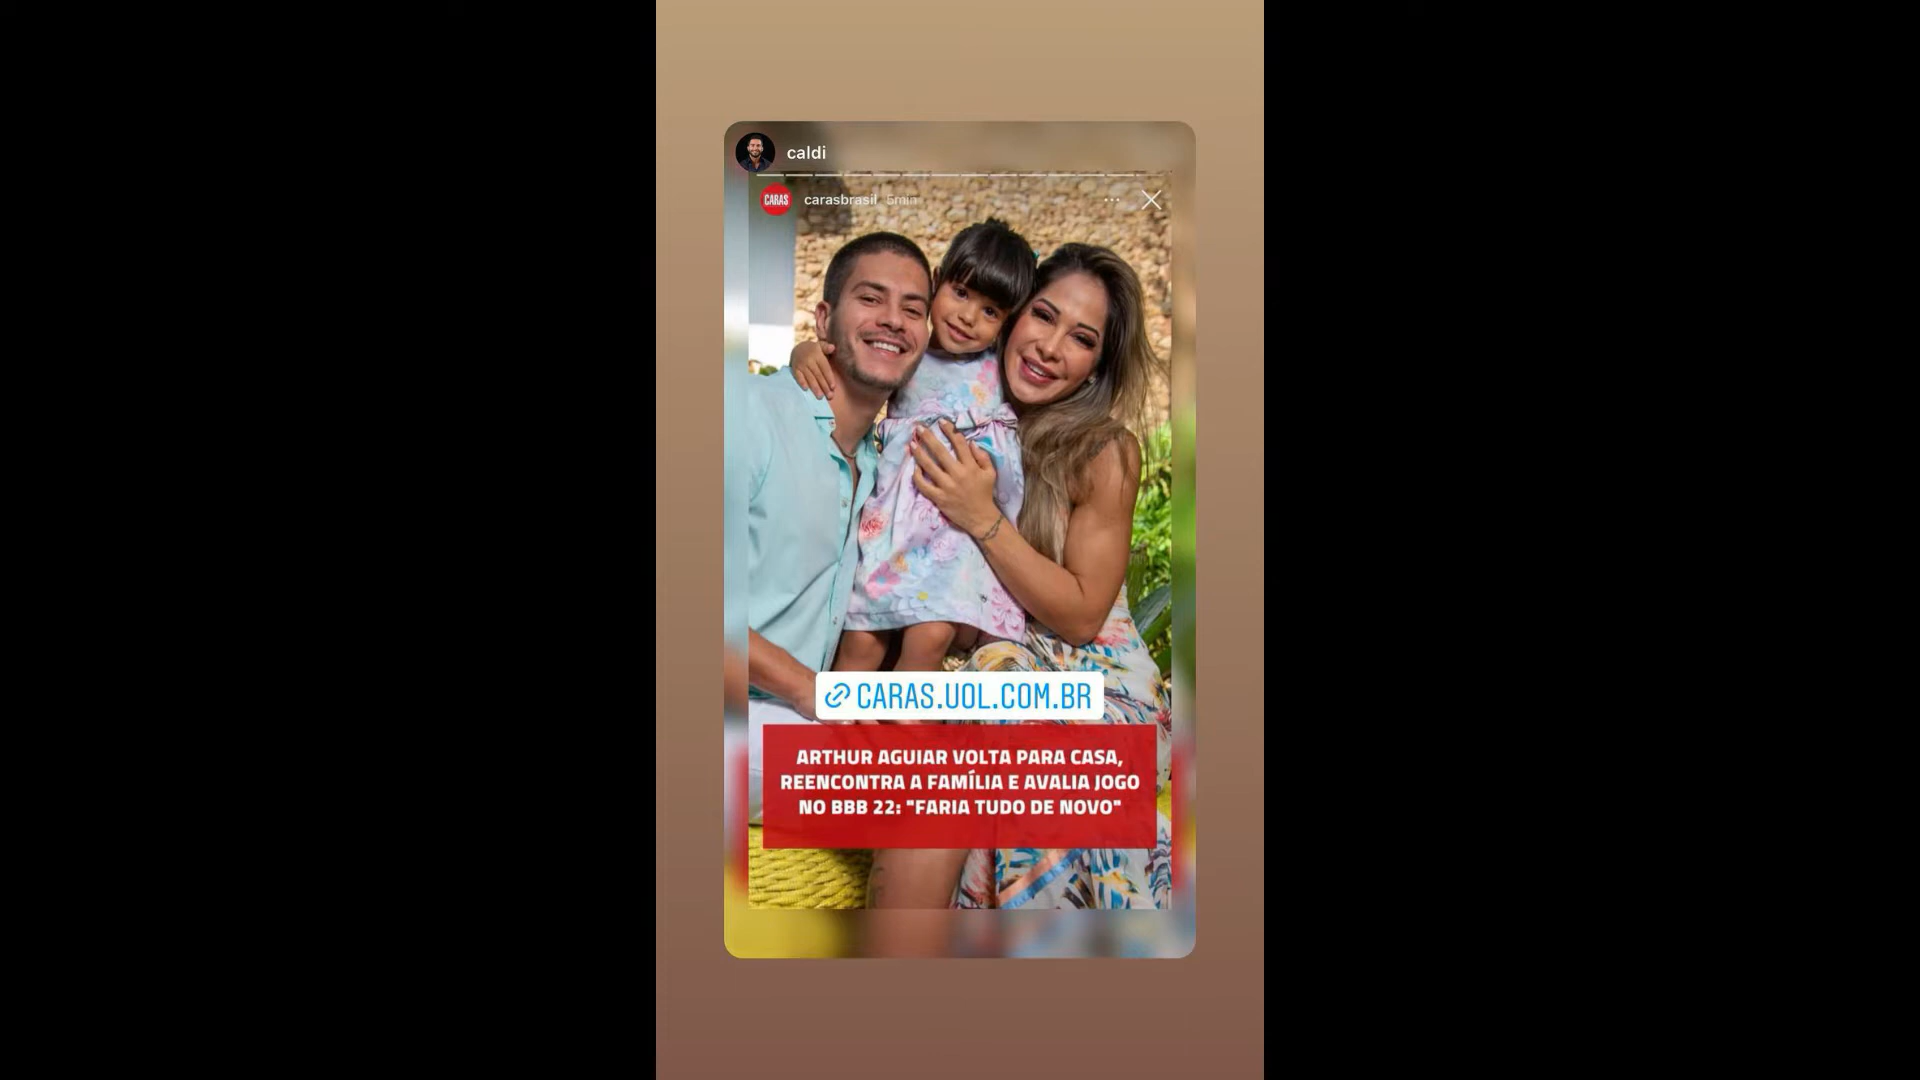 caldi
CARAS
carasbrasil 5min
CARAS.UOL.COM.BR
ARTHUR AGUIAR VOLTA PARA CASA,
REENCONTRA A FAMÍLIA E AVALIA JOGO
NO BBB 22: "FARIA TUDO DE NOVO"